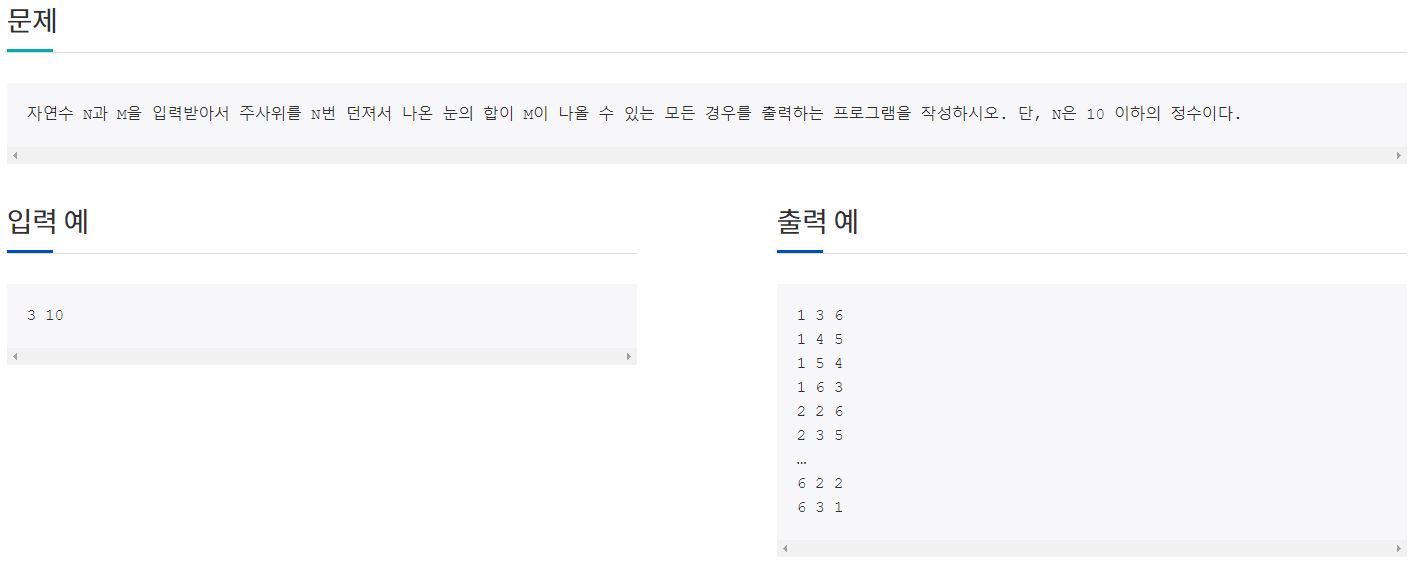 문제
자연수 N과 M을 입력받아서 주사위를 N번 던져서 나온 눈의 합이 M이 나올 수 있는 모든 경우를 출력하는 프로그램을 작성하시오. 단, N은 10 이하의 정수이다.
입력 예
3 10
출력 예
1 3 6
1 4 5
1 5 4
1 6 3
2 2 6
2 3 5
…
6 2 2
6 3 1